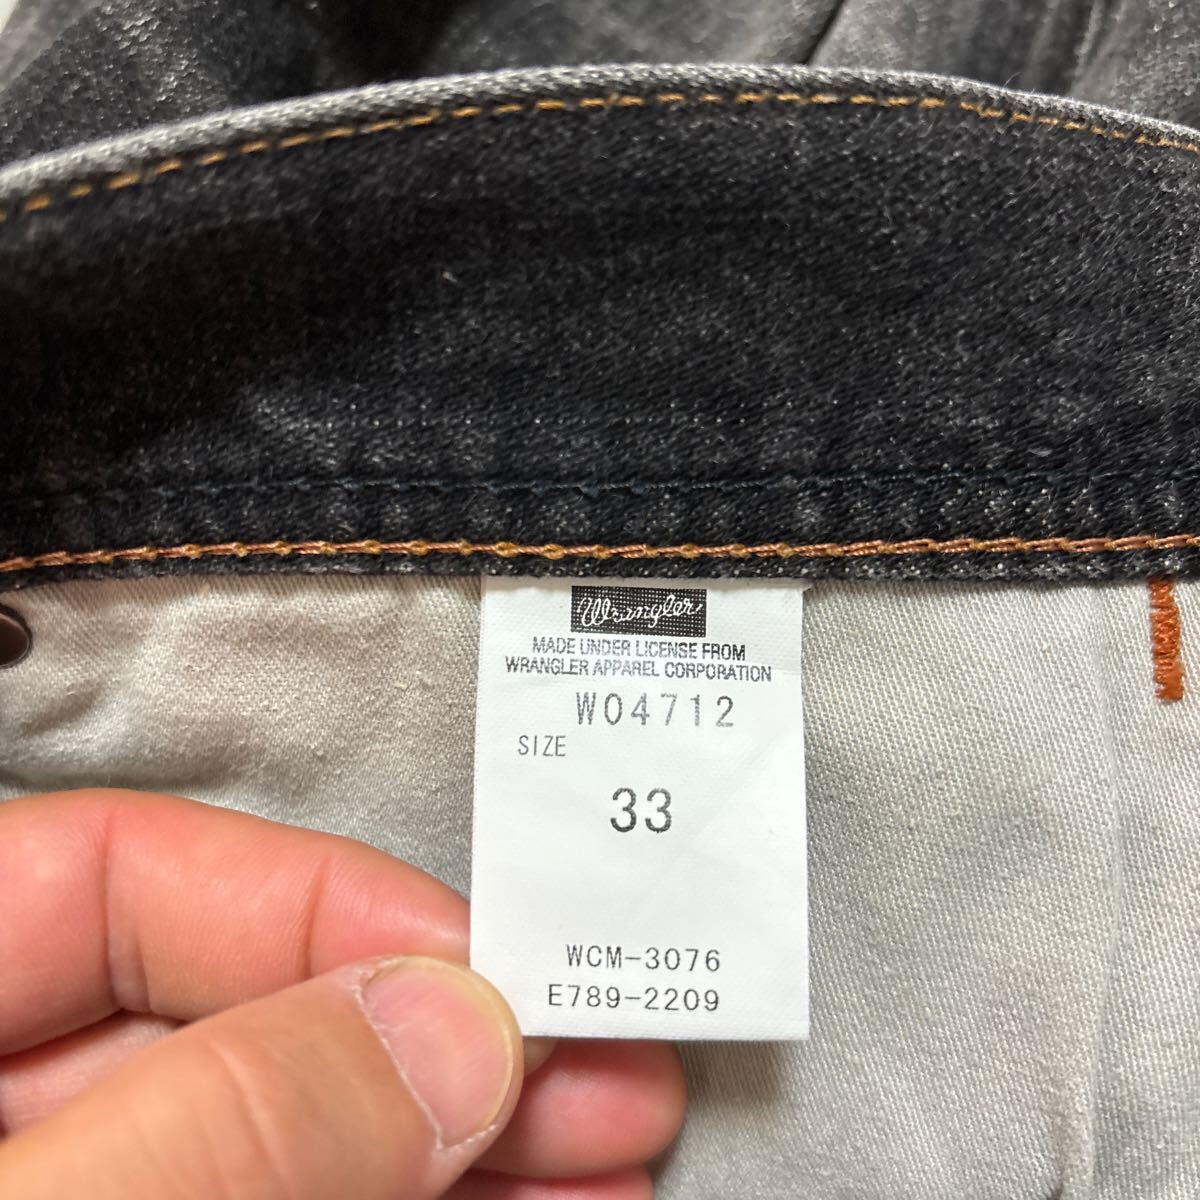 Wrangler
MADE UNDER LICENSE FROM
WRANGLER APPAREL CORPORATION
W04712
SIZE
33
WCM-3076
E789-2209